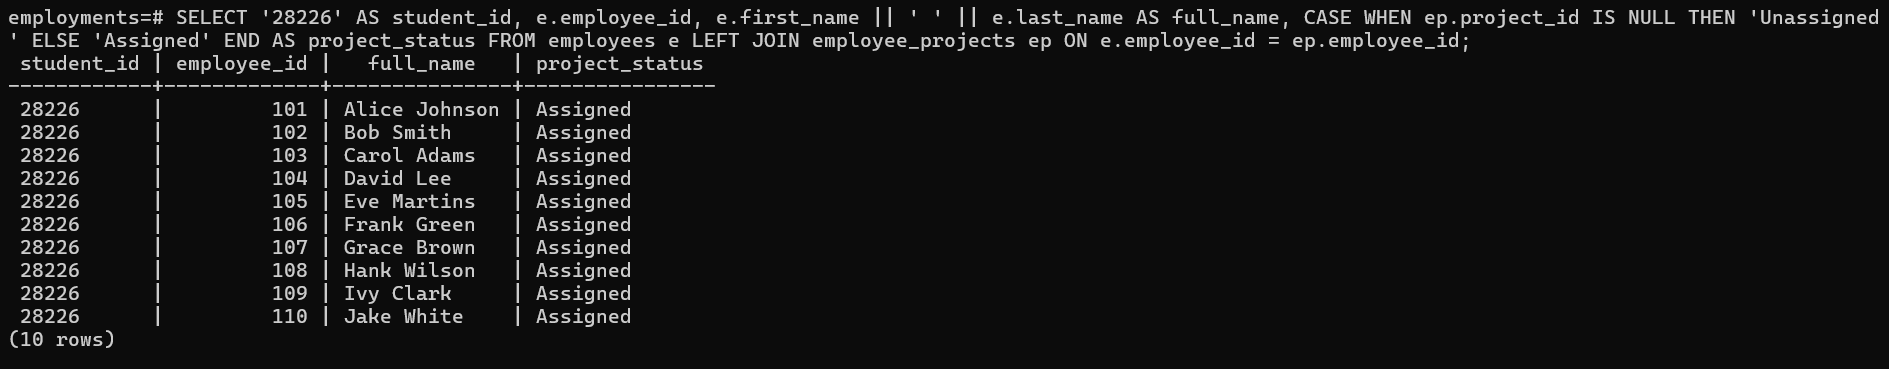 employments=# SELECT '28226' AS student_id, e.employee_id, e.first_name || ' ' || e.last_name AS full_name, CASE WHEN ep.project_id IS NULL THEN 'Unassigned
' ELSE 'Assigned' END AS project_status FROM employees e LEFT JOIN employee_projects ep ON e.employee_id = ep.employee_id;
 student_id | employee_id |   full_name   | project_status
------------+-------------+---------------+----------------
 28226      |         101 | Alice Johnson | Assigned
 28226      |         102 | Bob Smith     | Assigned
 28226      |         103 | Carol Adams   | Assigned
 28226      |         104 | David Lee     | Assigned
 28226      |         105 | Eve Martins   | Assigned
 28226      |         106 | Frank Green   | Assigned
 28226      |         107 | Grace Brown   | Assigned
 28226      |         108 | Hank Wilson   | Assigned
 28226      |         109 | Ivy Clark     | Assigned
 28226      |         110 | Jake White    | Assigned
(10 rows)